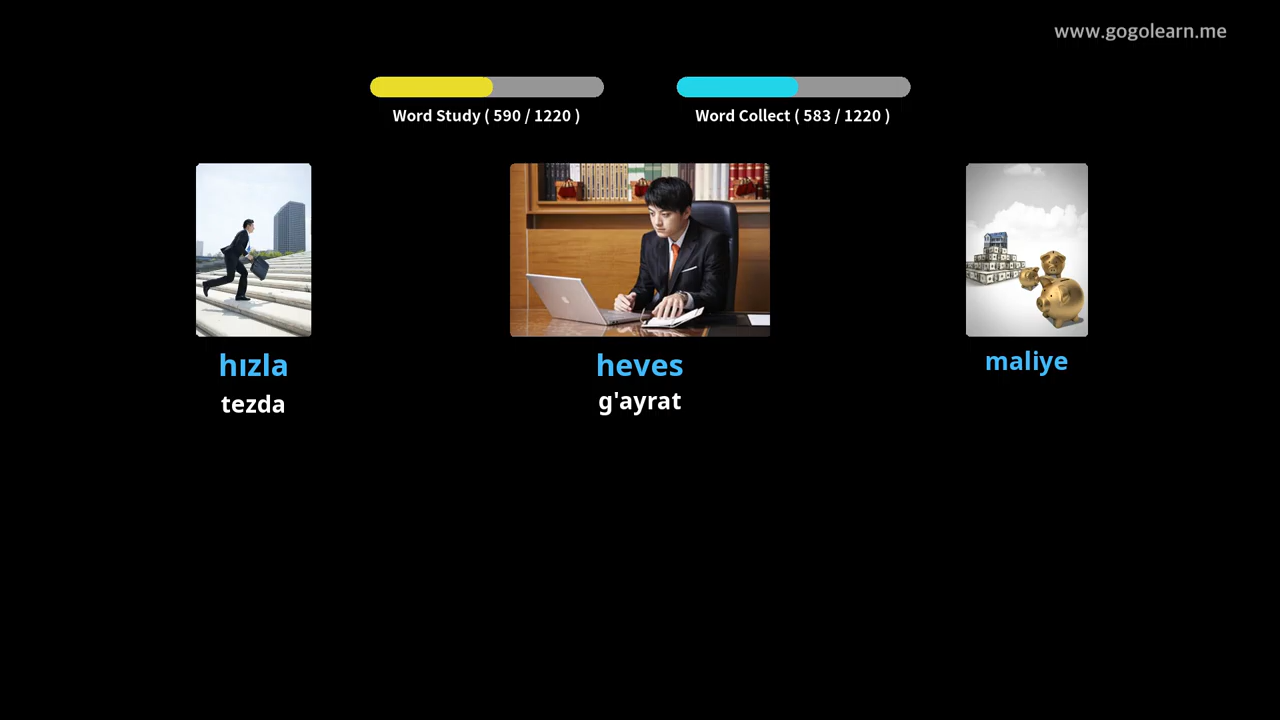 www.gogolearn.me
Word Study ( 590 / 1220 )
Word Collect ( 583 / 1220 )
hızla
tezda
heves
g'ayrat
maliye